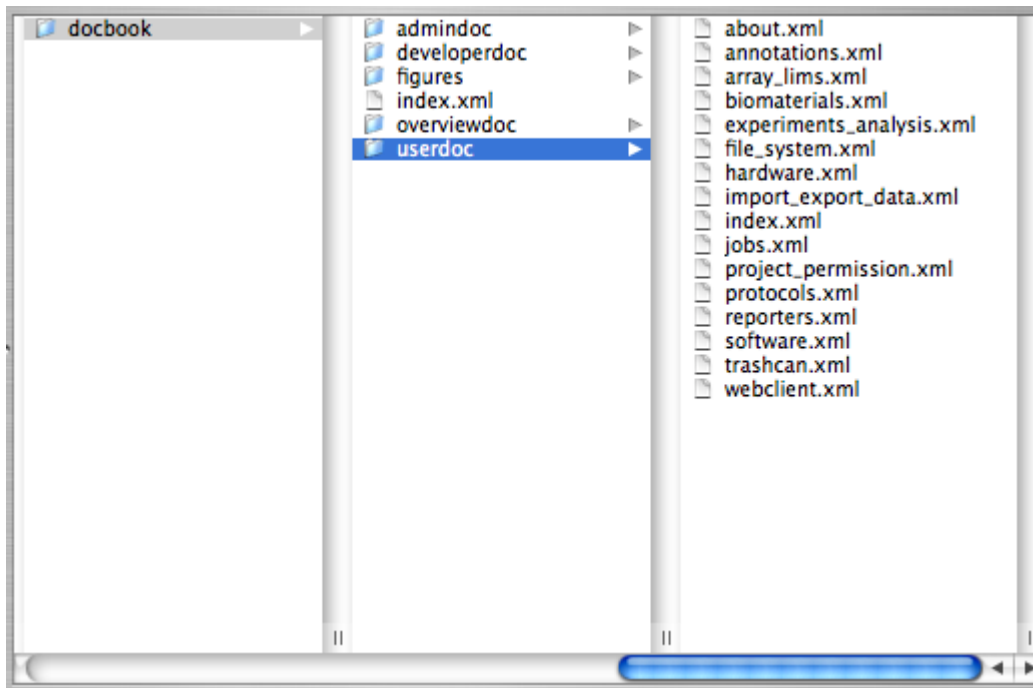 docbook
admindoc
developerdoc
figures
index.xml
overviewdoc
userdoc
about.xml
annotations.xml
array_lims.xml
biomaterials.xml
experiments_analysis.xml
file_system.xml
hardware.xml
import_export_data.xml
index.xml
jobs.xml
project_permission.xml
protocols.xml
reporters.xml
software.xml
trashcan.xml
webclient.xml